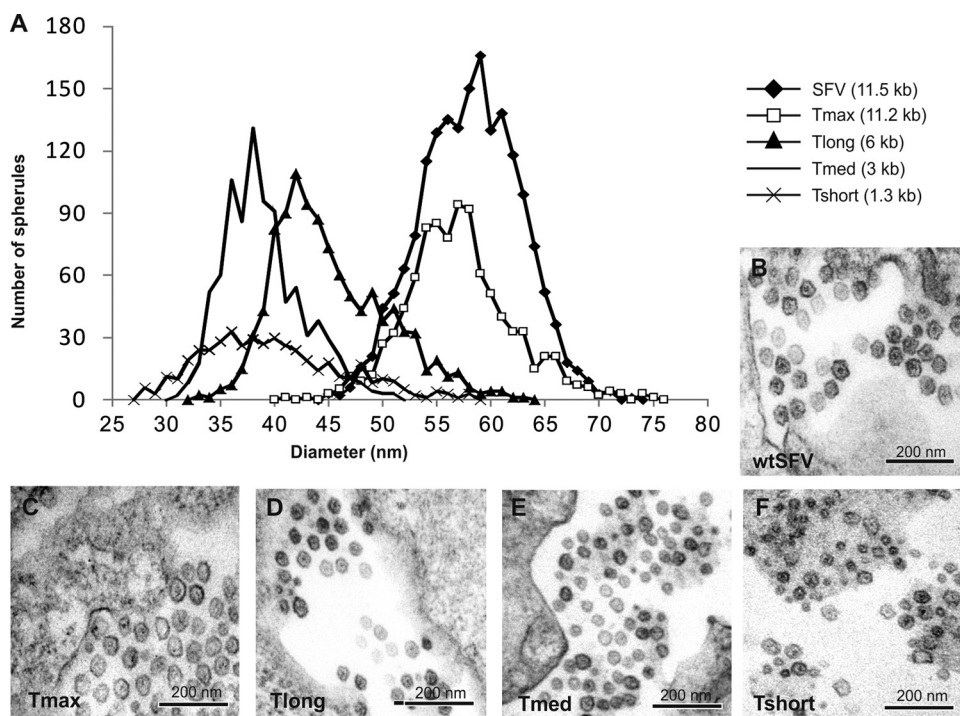 A
180
150
120
90
60
30
0
Number of spherules
25 30 35 40 45 50 55 60 65 70 75 80
Diameter (nm)
SFV (11.5 kb)
Tmax (11.2 kb)
Tlong (6 kb)
Tmed (3 kb)
Tshort (1.3 kb)
B
wtSFV
200 nm
C
Tmax
200 nm
D
Tlong
200 nm
E
Tmed
200 nm
F
Tshort
200 nm